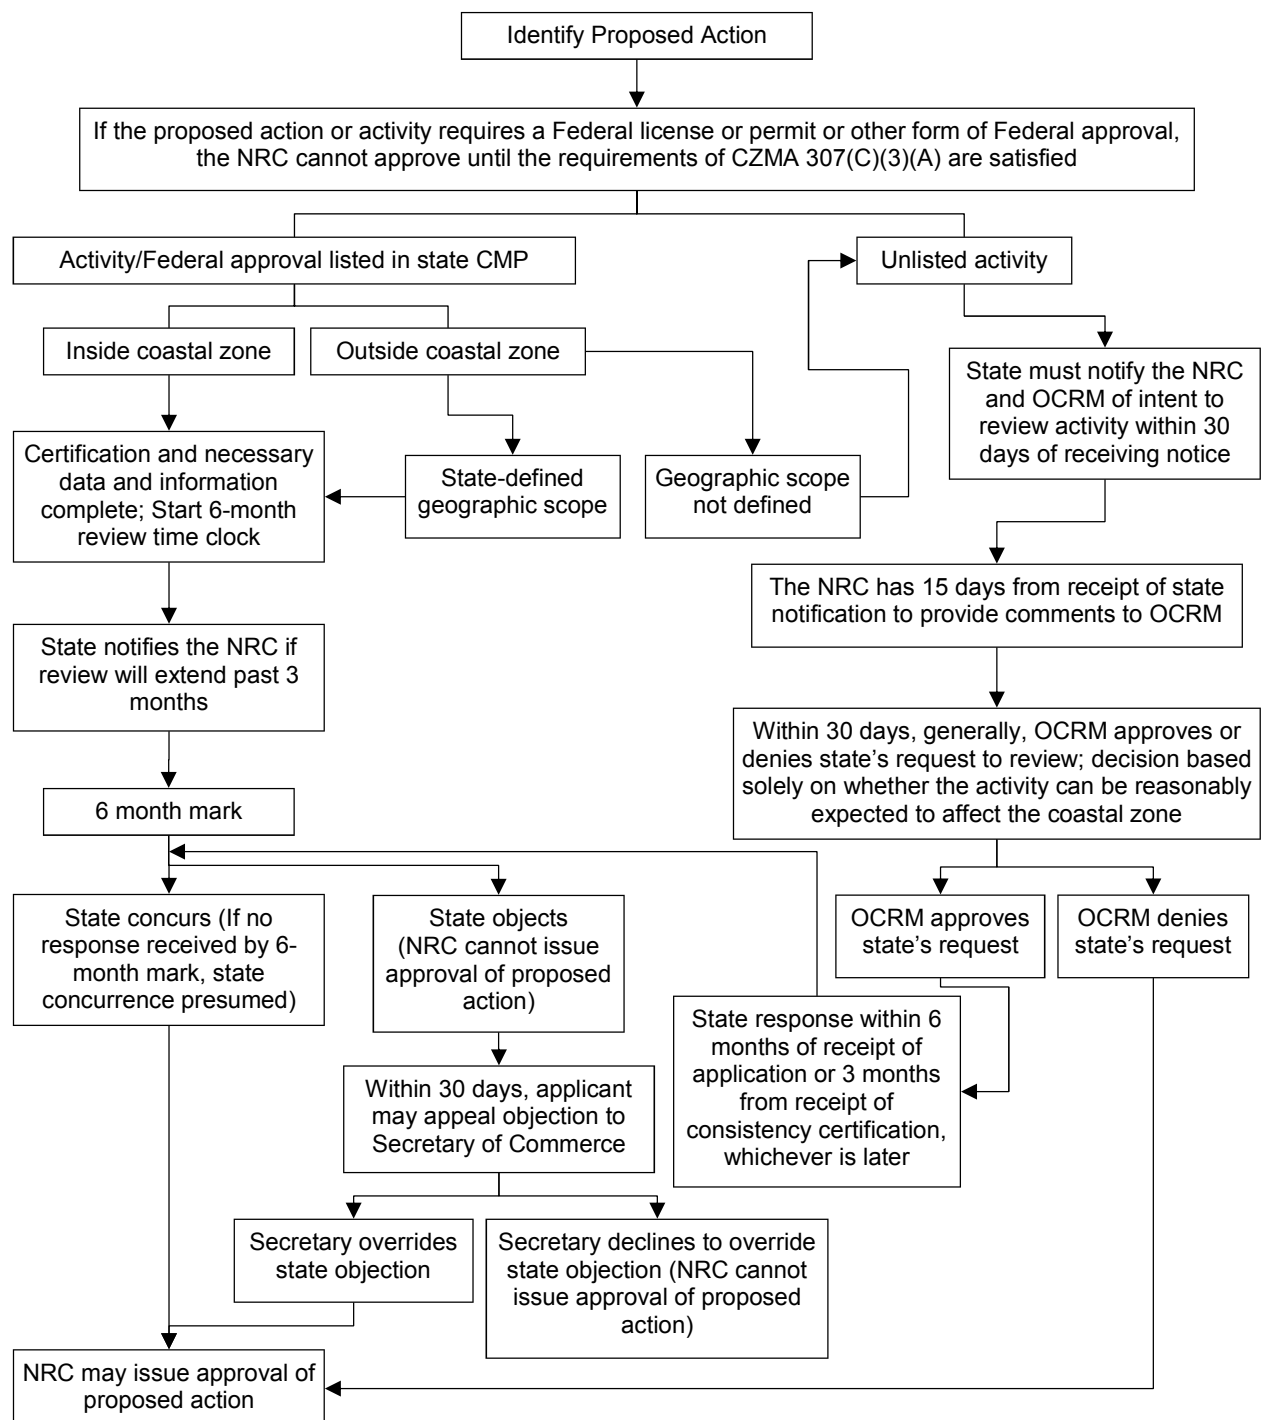 Identify Proposed Action
If the proposed action or activity requires a Federal license or permit or other form of Federal approval,
the NRC cannot approve until the requirements of CZMA 307(C)(3)(A) are satisfied
Activity/Federal approval listed in state CMP
Unlisted activity
Inside coastal zone
Outside coastal zone
State must notify the NRC
and OCRM of intent to
review activity within 30
days of receiving notice
Certification and necessary
data and information
complete; Start 6-month
review time clock
State-defined
geographic scope
Geographic scope
not defined
The NRC has 15 days from receipt of state
notification to provide comments to OCRM
State notifies the NRC if
review will extend past 3
months
Within 30 days, generally, OCRM approves or
denies state’s request to review; decision based
solely on whether the activity can be reasonably
expected to affect the coastal zone
6 month mark
State concurs (If no
response received by 6-
month mark, state
concurrence presumed)
State objects
(NRC cannot issue
approval of proposed
action)
OCRM approves
state’s request
OCRM denies
state’s request
State response within 6
months of receipt of
application or 3 months
from receipt of
consistency certification,
whichever is later
Within 30 days, applicant
may appeal objection to
Secretary of Commerce
Secretary overrides
state objection
Secretary declines to override
state objection (NRC cannot
issue approval of proposed
action)
NRC may issue approval of
proposed action